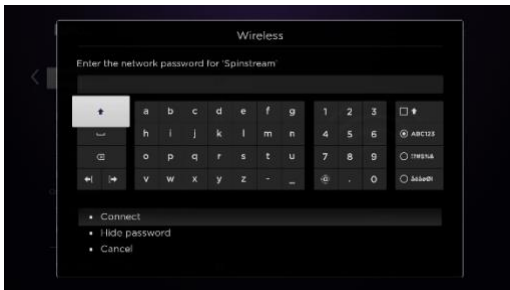 Wireless
Enter the network password for 'Spinstream'
a b c d e f g 1 2 3
h i j k l m n 4 5 6 ABC123
o p q r s t u 7 8 9
v w x y z - _ . 0
Connect
Hide password
Cancel